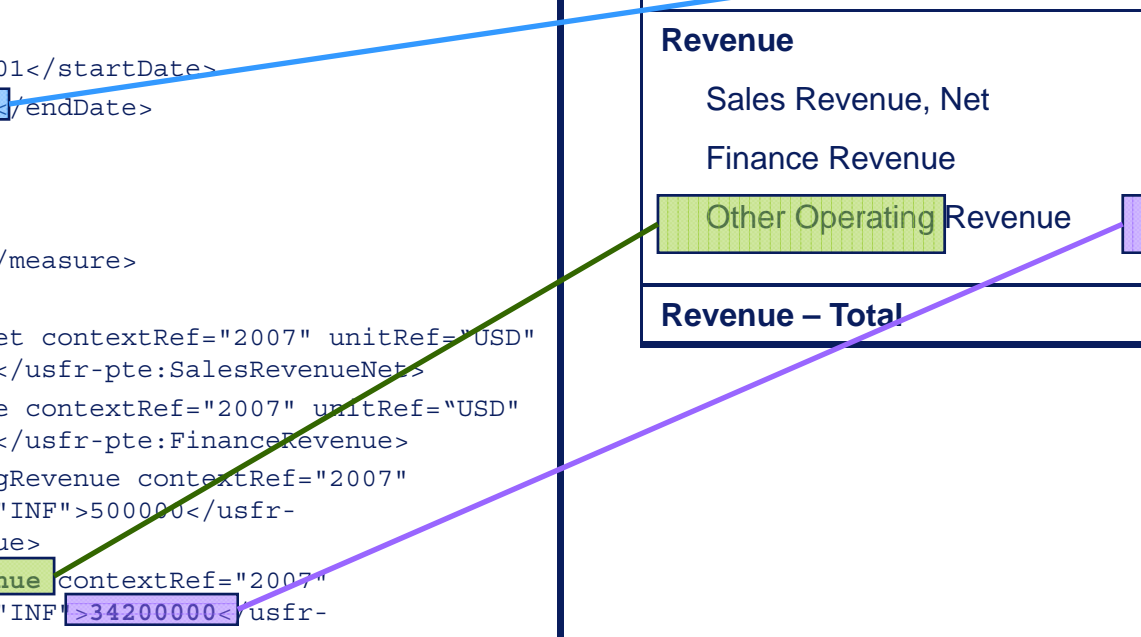 01</startDate>
</endDate>
/measure>
et contextRef="2007" unitRef=“USD"
</usfr-pte:SalesRevenueNet>
e contextRef="2007" unitRef=“USD"
</usfr-pte:FinanceRevenue>
gRevenue contextRef="2007"
"INF">500000</usfr-
ue>
nue contextRef="2007"
"INF">34200000</usfr-
Revenue
Sales Revenue, Net
Finance Revenue
Other Operating Revenue
Revenue – Total